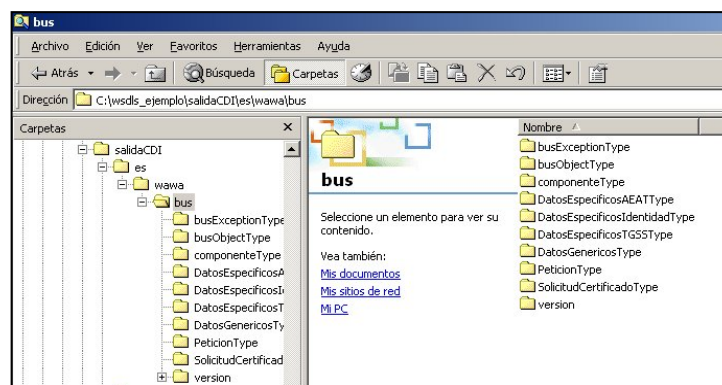 bus
Archivo Edición Ver Favoritos Herramientas Ayuda
Atrás Búsqueda Carpetas
Dirección C:\wsdls_ejemplo\salidaCDI\es\wawa\bus
Carpetas
salidaCDI
es
wawa
bus
busExceptionType
busObjectType
componenteType
DatosEspecificosA
DatosEspecificosI
DatosEspecificosT
DatosGenericosTy
PeticionType
SolicitudCertificad
version
bus
Seleccione un elemento para ver su
contenido.
Vea también:
Mis documentos
Mis sitios de red
Mi PC
Nombre
busExceptionType
busObjectType
componenteType
DatosEspecificosAEATType
DatosEspecificosIdentidadType
DatosEspecificosTGSSType
DatosGenericosType
PeticionType
SolicitudCertificadoType
version